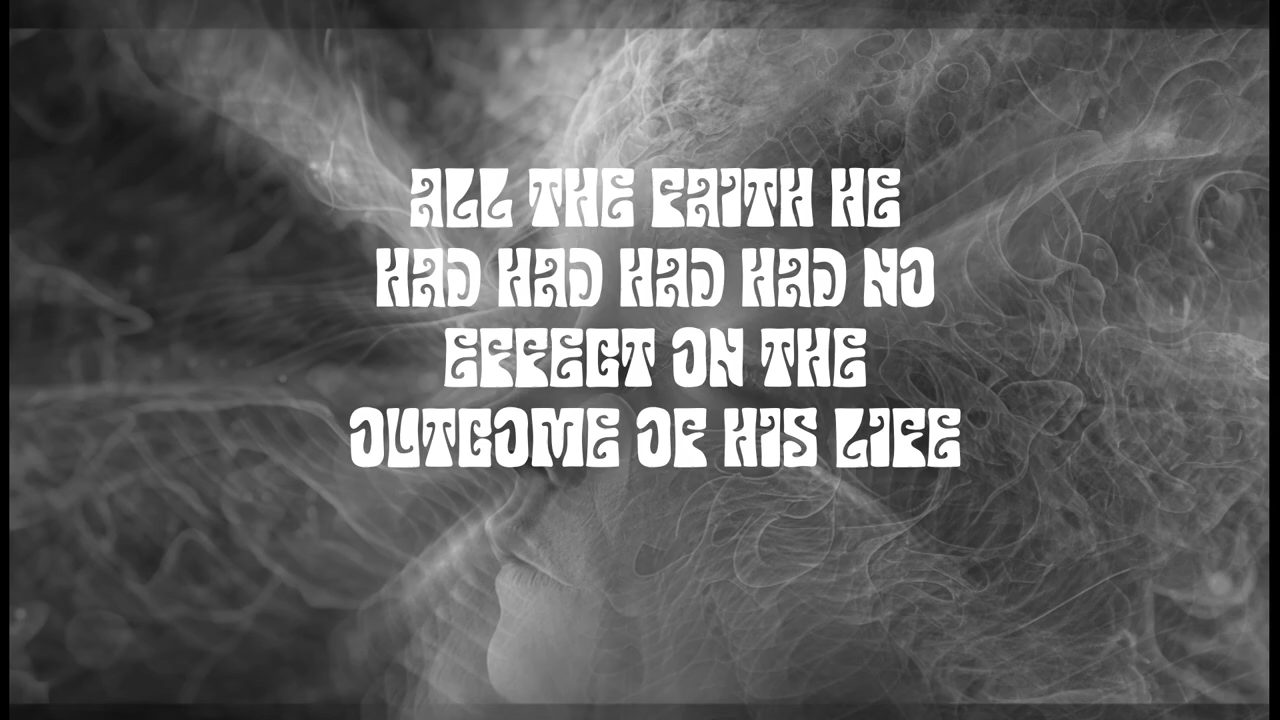 ALL THE FAITH HE
HAD HAD HAD HAD NO
EFFECT ON THE
OUTCOME OF HIS LIFE